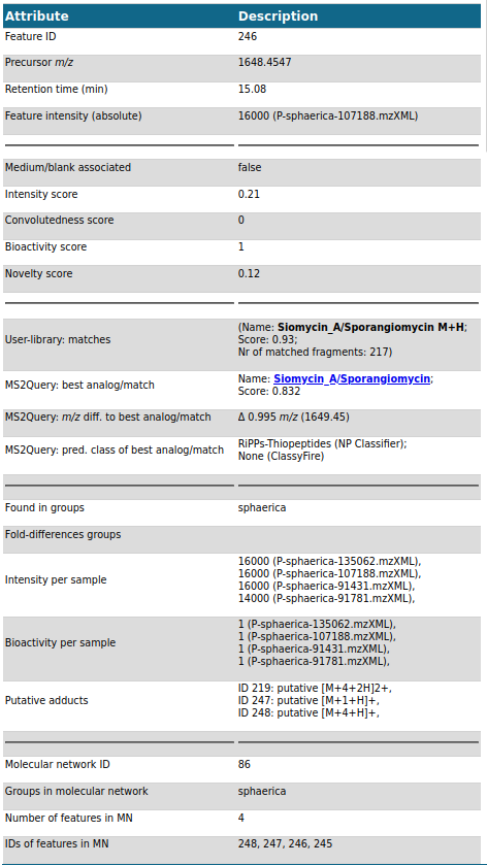 Attribute Description
Feature ID 246
Precursor m/z 1648.4547
Retention time (min) 15.08
Feature intensity (absolute) 16000 (P-sphaerica-107188.mzXML)
Medium/blank associated false
Intensity score 0.21
Convolutedness score 0
Bioactivity score 1
Novelty score 0.12
User-library: matches
(Name: Siomycin_A/Sporangiomycin M+H;
Score: 0.93;
Nr of matched fragments: 217)
MS2Query: best analog/match
Name: Siomycin_A/Sporangiomycin;
Score: 0.832
MS2Query: m/z diff. to best analog/match Δ 0.995 m/z (1649.45)
MS2Query: pred. class of best analog/match
RiPPs-Thiopeptides (NP Classifier);
None (ClassyFire)
Found in groups sphaerica
Fold-differences groups
Intensity per sample
16000 (P-sphaerica-135062.mzXML),
16000 (P-sphaerica-107188.mzXML),
16000 (P-sphaerica-91431.mzXML),
14000 (P-sphaerica-91781.mzXML),
Bioactivity per sample
1 (P-sphaerica-135062.mzXML),
1 (P-sphaerica-107188.mzXML),
1 (P-sphaerica-91431.mzXML),
1 (P-sphaerica-91781.mzXML),
Putative adducts
ID 219: putative [M+4+2H]2+,
ID 247: putative [M+1+H]+,
ID 248: putative [M+4+H]+,
Molecular network ID 86
Groups in molecular network sphaerica
Number of features in MN 4
IDs of features in MN 248, 247, 246, 245